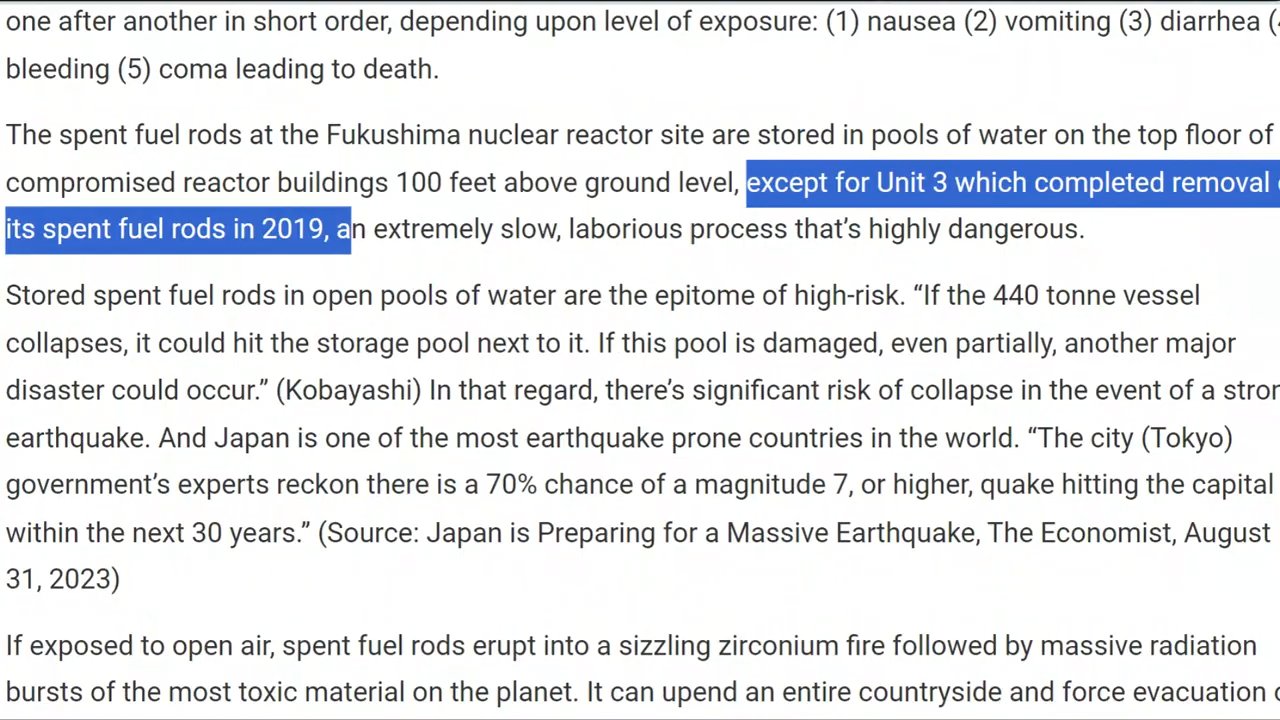 one after another in short order, depending upon level of exposure: (1) nausea (2) vomiting (3) diarrhea
bleeding (5) coma leading to death.
The spent fuel rods at the Fukushima nuclear reactor site are stored in pools of water on the top floor of
compromised reactor buildings 100 feet above ground level, except for Unit 3 which completed removal
its spent fuel rods in 2019, an extremely slow, laborious process that’s highly dangerous.
Stored spent fuel rods in open pools of water are the epitome of high-risk. “If the 440 tonne vessel
collapses, it could hit the storage pool next to it. If this pool is damaged, even partially, another major
disaster could occur.” (Kobayashi) In that regard, there’s significant risk of collapse in the event of a
earthquake. And Japan is one of the most earthquake prone countries in the world. “The city (Tokyo)
government’s experts reckon there is a 70% chance of a magnitude 7, or higher, quake hitting the capital
within the next 30 years.” (Source: Japan is Preparing for a Massive Earthquake, The Economist, August
31, 2023)
If exposed to open air, spent fuel rods erupt into a sizzling zirconium fire followed by massive radiation
bursts of the most toxic material on the planet. It can upend an entire countryside and force evacuation